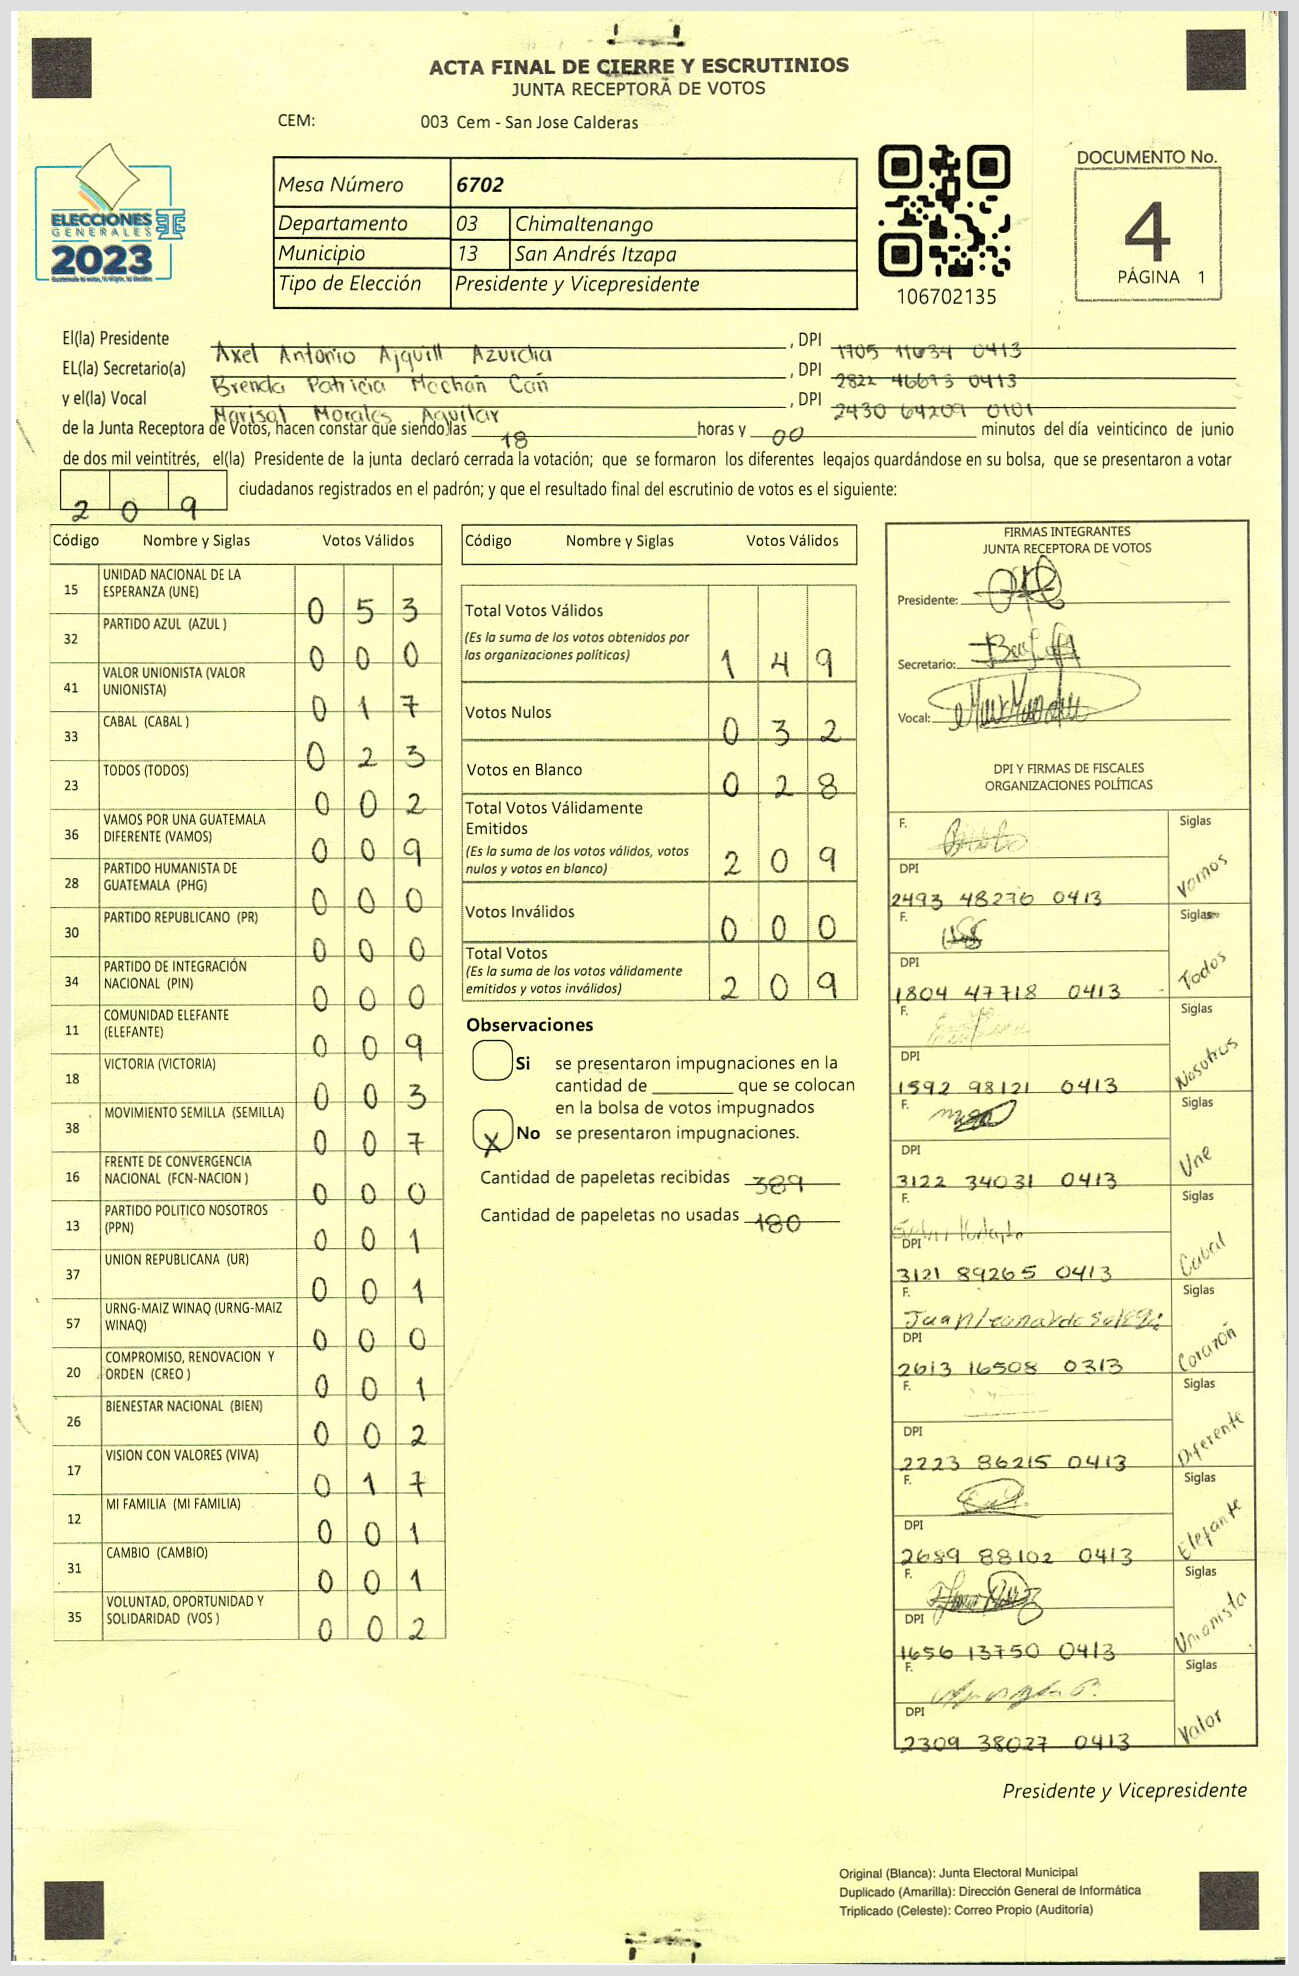 ACTA FINAL DE CIERRE Y ESCRUTINIOS
JUNTA RECEPTORA DE VOTOS
CEM: 003 Cem - San Jose Calderas
ELECCIONES
GENERALES
2023
Mesa Número 6702
Departamento 03 Chimaltenango
Municipio 13 San Andrés Itzapa
Tipo de Elección Presidente y Vicepresidente
106702135
DOCUMENTO No.
4
PÁGINA 1
El(la) Presidente Axel Antonio Ajquill Azurdia , DPI 1705 11634 0413
EL(la) Secretario(a) Brenda Patricia Mochan Can , DPI 2822 46673 0413
y el(la) Vocal Marisol Morales Aguilar , DPI 2430 64209 0101
de la Junta Receptora de Votos, hacen constar que siendo las 18 horas y 00 minutos del día veinticinco de junio
de dos mil veintitrés, el(la) Presidente de la junta declaró cerrada la votación; que se formaron los diferentes legajos guardándose en su bolsa, que se presentaron a votar
209 ciudadanos registrados en el padrón; y que el resultado final del escrutinio de votos es el siguiente:
Código Nombre y Siglas Votos Válidos
15 UNIDAD NACIONAL DE LA
ESPERANZA (UNE) 0 5 3
32 PARTIDO AZUL (AZUL ) 0 0 0
41 VALOR UNIONISTA (VALOR
UNIONISTA) 0 1 7
33 CABAL (CABAL ) 0 2 3
23 TODOS (TODOS) 0 0 2
36 VAMOS POR UNA GUATEMALA
DIFERENTE (VAMOS) 0 0 9
28 PARTIDO HUMANISTA DE
GUATEMALA (PHG) 0 0 0
30 PARTIDO REPUBLICANO (PR) 0 0 0
34 PARTIDO DE INTEGRACIÓN
NACIONAL (PIN) 0 0 0
11 COMUNIDAD ELEFANTE
(ELEFANTE) 0 0 9
18 VICTORIA (VICTORIA) 0 0 3
38 MOVIMIENTO SEMILLA (SEMILLA) 0 0 7
16 FRENTE DE CONVERGENCIA
NACIONAL (FCN-NACION ) 0 0 0
13 PARTIDO POLITICO NOSOTROS
(PPN) 0 0 1
37 UNION REPUBLICANA (UR) 0 0 1
57 URNG-MAIZ WINAQ (URNG-MAIZ
WINAQ) 0 0 0
20 COMPROMISO, RENOVACION Y
ORDEN (CREO ) 0 0 1
26 BIENESTAR NACIONAL (BIEN) 0 0 2
17 VISION CON VALORES (VIVA) 0 1 7
12 MI FAMILIA (MI FAMILIA) 0 0 1
31 CAMBIO (CAMBIO) 0 0 1
35 VOLUNTAD, OPORTUNIDAD Y
SOLIDARIDAD (VOS ) 0 0 2
Código Nombre y Siglas Votos Válidos
Total Votos Válidos
(Es la suma de los votos obtenidos por
las organizaciones políticas) 1 4 9
Votos Nulos 0 3 2
Votos en Blanco 0 2 8
Total Votos Válidamente
Emitidos
(Es la suma de los votos válidos, votos
nulos y votos en blanco) 2 0 9
Votos Inválidos 0 0 0
Total Votos
(Es la suma de los votos válidamente
emitidos y votos inválidos) 2 0 9
Observaciones
Si se presentaron impugnaciones en la
cantidad de ________ que se colocan
en la bolsa de votos impugnados
X No se presentaron impugnaciones.
Cantidad de papeletas recibidas 389
Cantidad de papeletas no usadas 180
FIRMAS INTEGRANTES
JUNTA RECEPTORA DE VOTOS
Presidente:
Secretario:
Vocal:
DPI Y FIRMAS DE FISCALES
ORGANIZACIONES POLÍTICAS
F. Siglas Vamos
DPI
2493 48276 0413
F. Siglas Todos
DPI
1804 47718 0413
F. Siglas Nosotros
DPI
1592 98121 0413
F. Siglas Une
DPI
3122 34031 0413
F. Siglas Cabal
DPI
3121 89265 0413
F. Juan Siglas Corazón
DPI
2613 16508 0313
F. Siglas Diferente
DPI
2223 86215 0413
F. Siglas Elefante
DPI
2689 88102 0413
F. Siglas Unionista
DPI
1656 13750 0413
F. Siglas Valor
DPI
2309 38027 0413
Presidente y Vicepresidente
Original (Blanca): Junta Electoral Municipal
Duplicado (Amarilla): Dirección General de Informática
Triplicado (Celeste): Correo Propio (Auditoría)